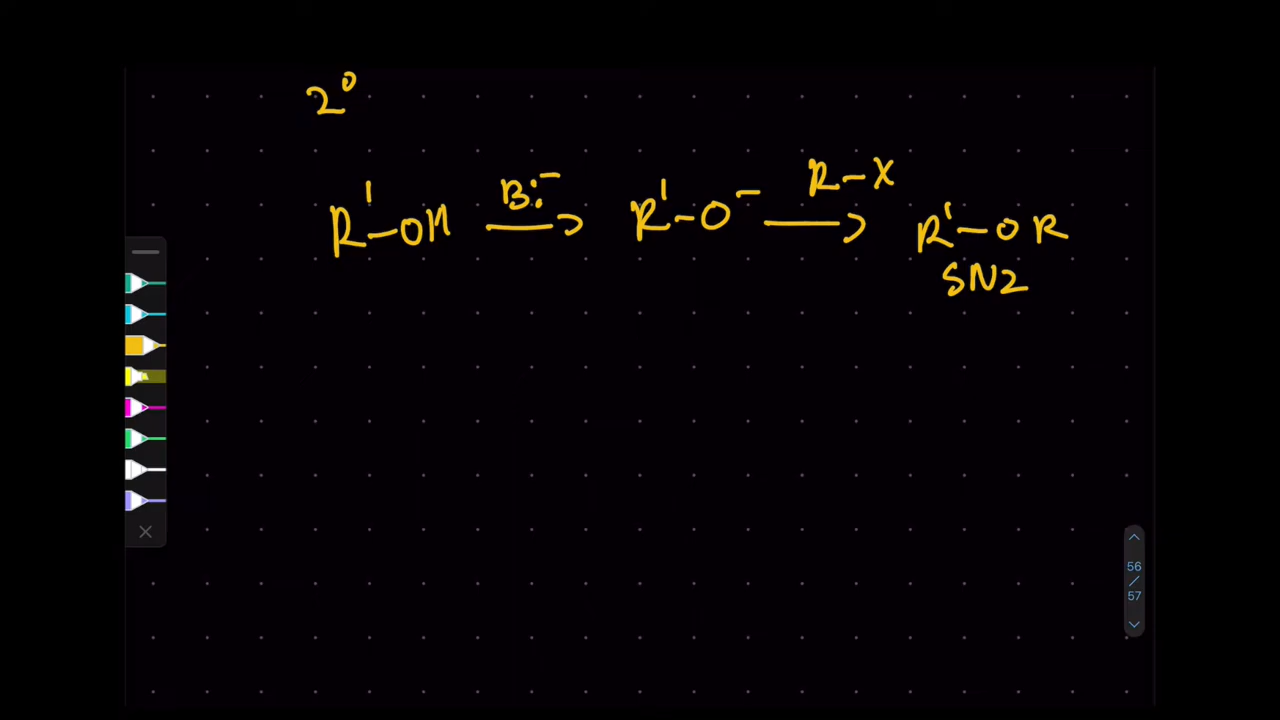 2°
R'-OH B:⁻ → R'-O⁻ R-X → R'-OR
SN2
56
/
57